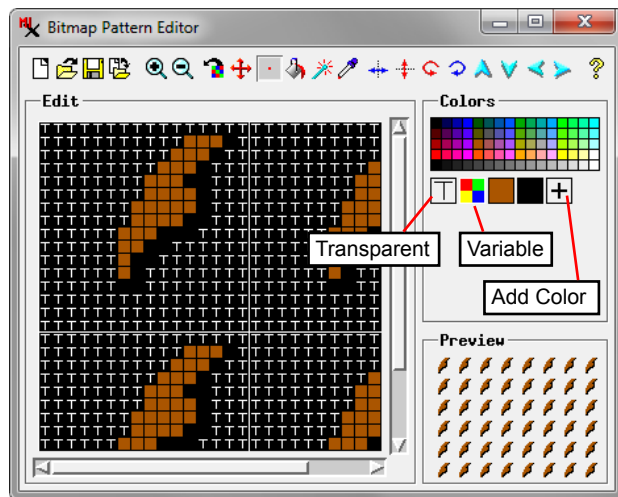 Bitmap Pattern Editor
Edit
Colors
T
Transparent
Variable
Add Color
Preview